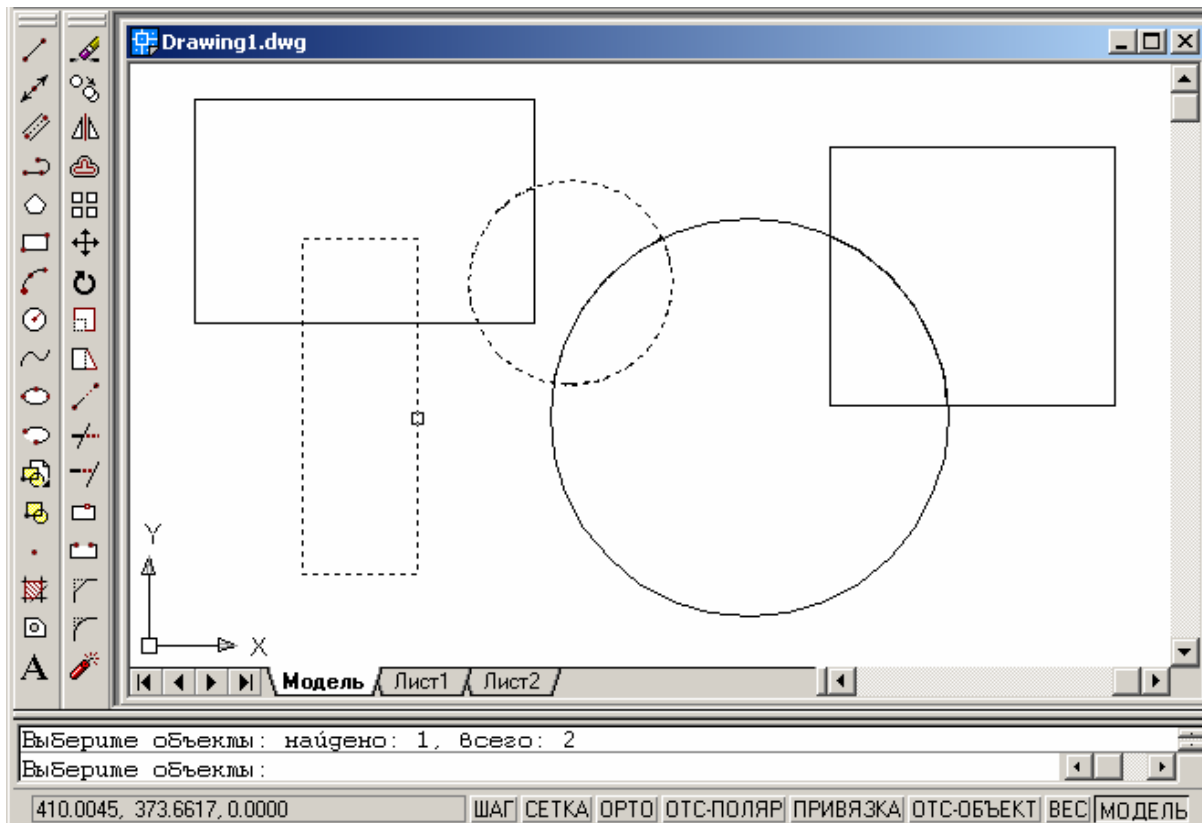 Drawing1.dwg
Y
X
A
Модель Лист1 Лист2
Выберите объекты: найдено: 1, всего: 2
Выберите объекты:
410.0045, 373.6617, 0.0000 ШАГ СЕТКА ОРТО ОТС-ПОЛЯР ПРИВЯЗКА ОТС-ОБЪЕКТ ВЕС МОДЕЛЬ